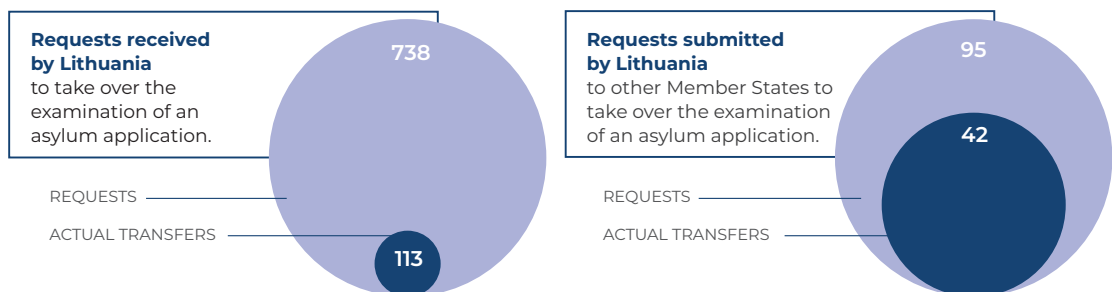 Requests received
by Lithuania
to take over the
examination of an
asylum application.
738
REQUESTS
ACTUAL TRANSFERS
113
Requests submitted
by Lithuania
to other Member States to
take over the examination
of an asylum application.
95
42
REQUESTS
ACTUAL TRANSFERS